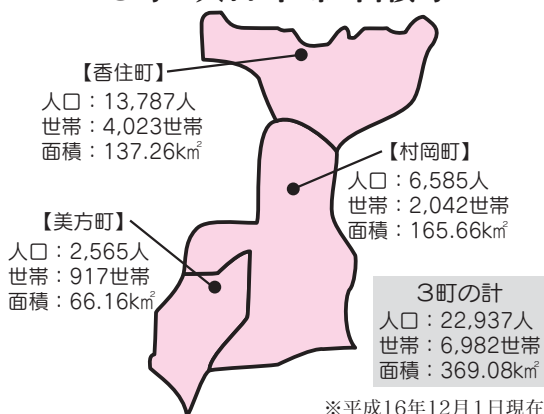 【香住町】
人口：13,787人
世帯：4,023世帯
面積：137.26k㎡
【村岡町】
人口：6,585人
世帯：2,042世帯
面積：165.66k㎡
【美方町】
人口：2,565人
世帯：917世帯
面積：66.16k㎡
3町の計
人口：22,937人
世帯：6,982世帯
面積：369.08k㎡
※平成16年12月1日現在